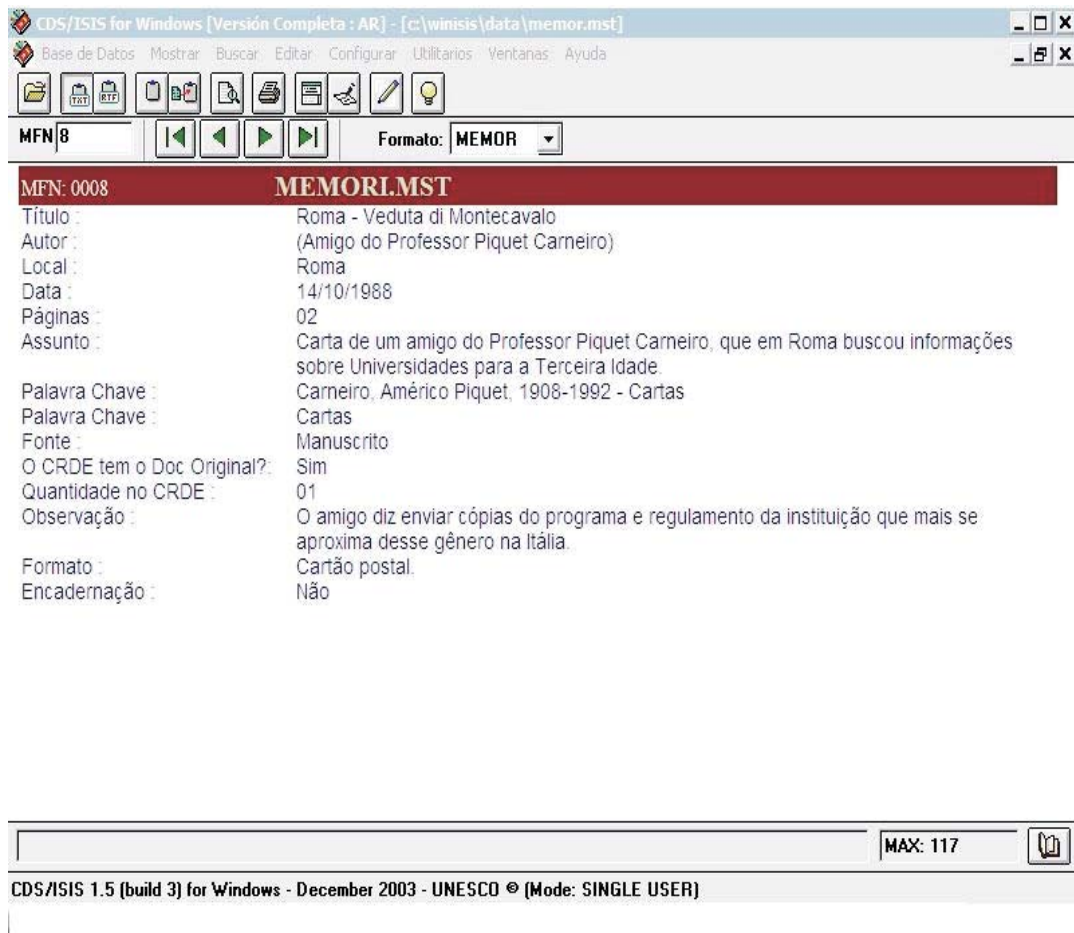 CDS/ISIS for Windows [Versión Completa : AR] - [c:\winisis\data\memor.mst]
Base de Datos Mostrar Buscar Editar Configurar Utilitarios Ventanas Ayuda
TXT RTF
MFN 8 Formato: MEMOR
MFN: 0008 MEMORI.MST
Título : Roma - Veduta di Montecavalo
Autor : (Amigo do Professor Piquet Carneiro)
Local : Roma
Data : 14/10/1988
Páginas : 02
Assunto : Carta de um amigo do Professor Piquet Carneiro, que em Roma buscou informações
sobre Universidades para a Terceira Idade.
Palavra Chave : Carneiro, Américo Piquet, 1908-1992 - Cartas
Palavra Chave : Cartas
Fonte : Manuscrito
O CRDE tem o Doc Original?: Sim
Quantidade no CRDE : 01
Observação : O amigo diz enviar cópias do programa e regulamento da instituição que mais se
aproxima desse gênero na Itália.
Formato : Cartão postal.
Encadernação : Não
MAX: 117
CDS/ISIS 1.5 (build 3) for Windows - December 2003 - UNESCO © (Mode: SINGLE USER)